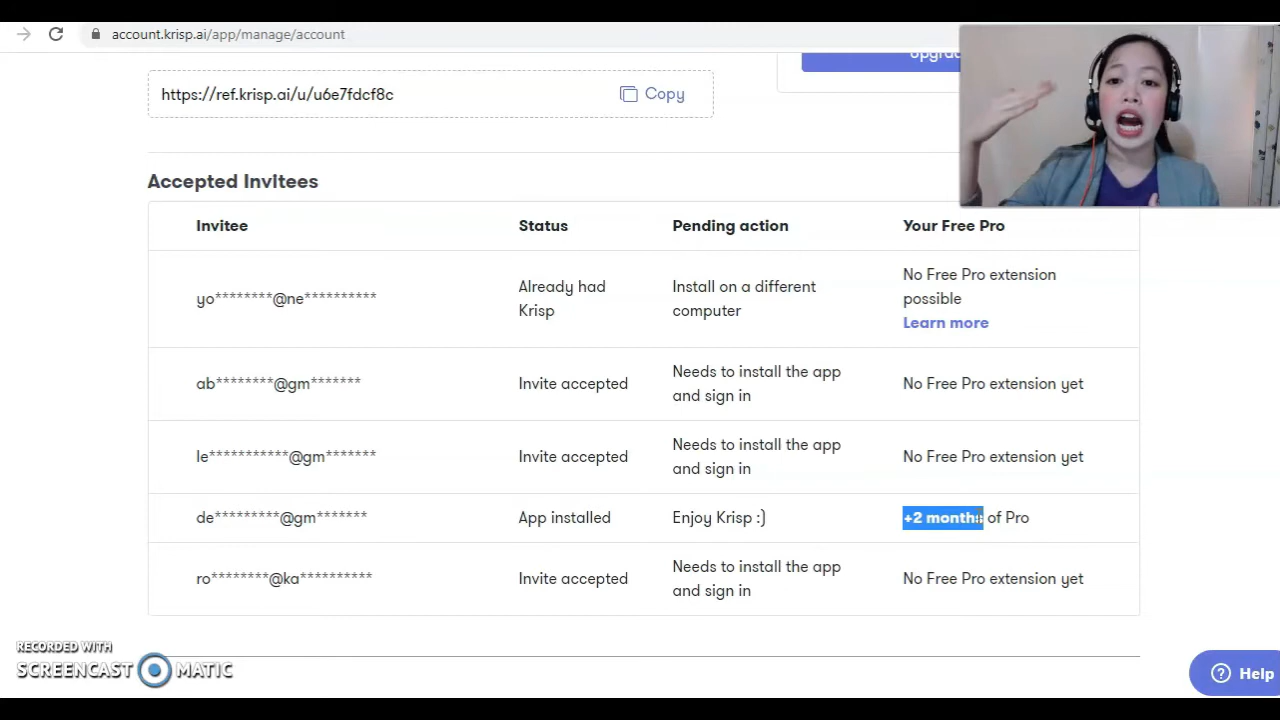 account.krisp.ai/app/manage/account
Upgrade
https://ref.krisp.ai/u/u6e7fdcf8c
Copy
Accepted Invitees
Invitee Status Pending action Your Free Pro
yo********@ne********** Already had Krisp Install on a different computer No Free Pro extension possible
Learn more
ab********@gm******* Invite accepted Needs to install the app and sign in No Free Pro extension yet
le***********@gm******* Invite accepted Needs to install the app and sign in No Free Pro extension yet
de*********@gm******* App installed Enjoy Krisp :) +2 months of Pro
ro********@ka********** Invite accepted Needs to install the app and sign in No Free Pro extension yet
RECORDED WITH
SCREENCAST MATIC
Help